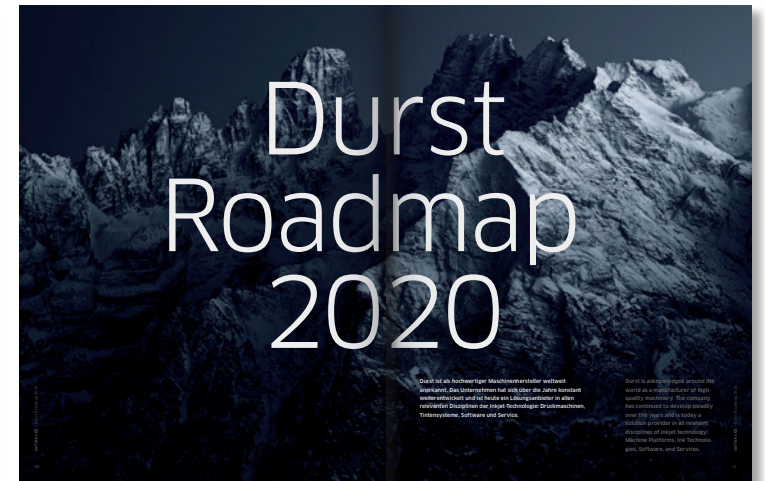 Durst
Roadmap
2020
Durst ist als hochwertiger Maschinenhersteller weltweit
anerkannt. Das Unternehmen hat sich über die Jahre konstant
weiterentwickelt und ist heute ein Lösungsanbieter in allen
relevanten Disziplinen der Inkjet-Technologie: Druckmaschinen,
Tintensysteme, Software und Service.
Durst is acknowledged around the
world as a manufacturer of high-
quality machinery. The company
has continued to develop steadily
over the years and is today a
solution provider in all relevant
disciplines of inkjet technology:
Machine Platforms, Ink Technolo-
gies, Software, and Services.